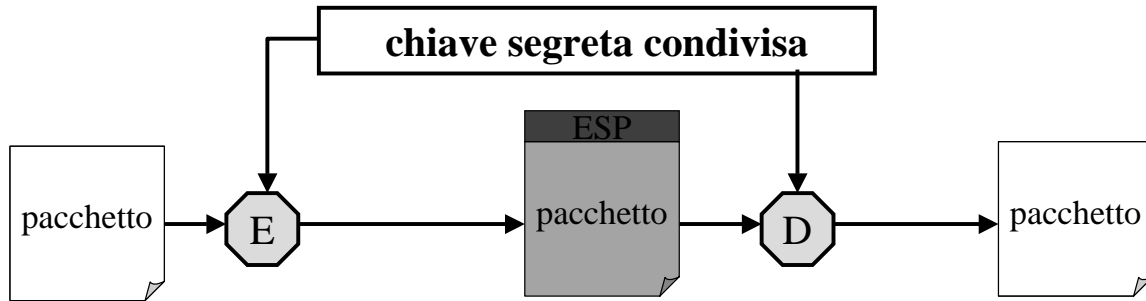 chiave segreta condivisa
ESP
pacchetto
E
pacchetto
D
pacchetto